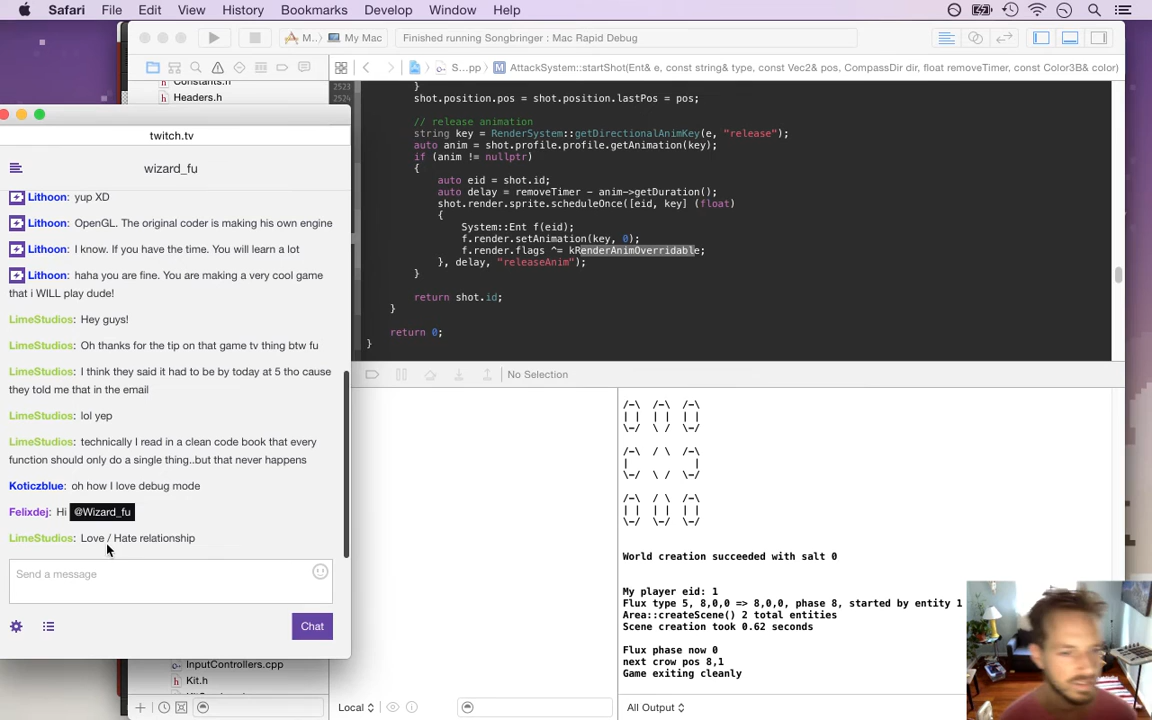 Safari File Edit View History Bookmarks Develop Window Help
M... My Mac Finished running Songbringer : Mac Rapid Debug
S...pp AttackSystem::startShot(Ent& e, const string& type, const Vec2& pos, CompassDir dir, float removeTimer, const Color3B& color)
Constants.h
Headers.h
2523
2524
}
shot.position.pos = shot.position.lastPos = pos;
// release animation
string key = RenderSystem::getDirectionalAnimKey(e, "release");
auto anim = shot.profile.profile.getAnimation(key);
if (anim != nullptr)
{
auto eid = shot.id;
auto delay = removeTimer - anim->getDuration();
shot.render.sprite.scheduleOnce([eid, key] (float)
{
System::Ent f(eid);
f.render.setAnimation(key, 0);
f.render.flags ^= kRenderAnimOverridable;
}, delay, "releaseAnim");
}
return shot.id;
}
return 0;
}
twitch.tv
wizard_fu
Lithoon: yup XD
Lithoon: OpenGL. The original coder is making his own engine
Lithoon: I know. If you have the time. You will learn a lot
Lithoon: haha you are fine. You are making a very cool game
that i WILL play dude!
LimeStudios: Hey guys!
LimeStudios: Oh thanks for the tip on that game tv thing btw fu
LimeStudios: I think they said it had to be by today at 5 tho cause
they told me that in the email
LimeStudios: lol yep
LimeStudios: technically I read in a clean code book that every
function should only do a single thing..but that never happens
Koticzblue: oh how I love debug mode
Felixdej: Hi @Wizard_fu
LimeStudios: Love / Hate relationship
Send a message
Chat
InputControllers.cpp
Kit.h
No Selection
/-\ /-\ /-\
| | | | | |
\-/ \ / \-/
/-\ / \ /-\
| |
\-/ \ / \-/
/-\ / \ /-\
| | | | | |
\-/ \ / \-/
World creation succeeded with salt 0
My player eid: 1
Flux type 5, 8,0,0 => 8,0,0, phase 8, started by entity 1
Area::createScene() 2 total entities
Scene creation took 0.62 seconds
Flux phase now 0
next crow pos 8,1
Game exiting cleanly
Local
All Output